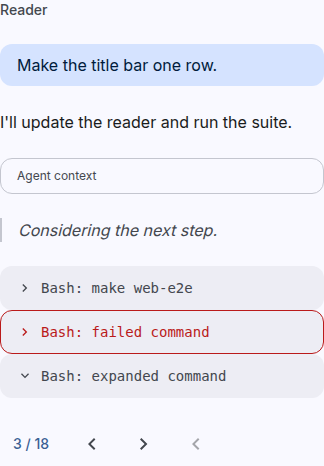 Reader
Make the title bar one row.
I'll update the reader and run the suite.
Agent context
Considering the next step.
Bash: make web-e2e
Bash: failed command
Bash: expanded command
3 / 18